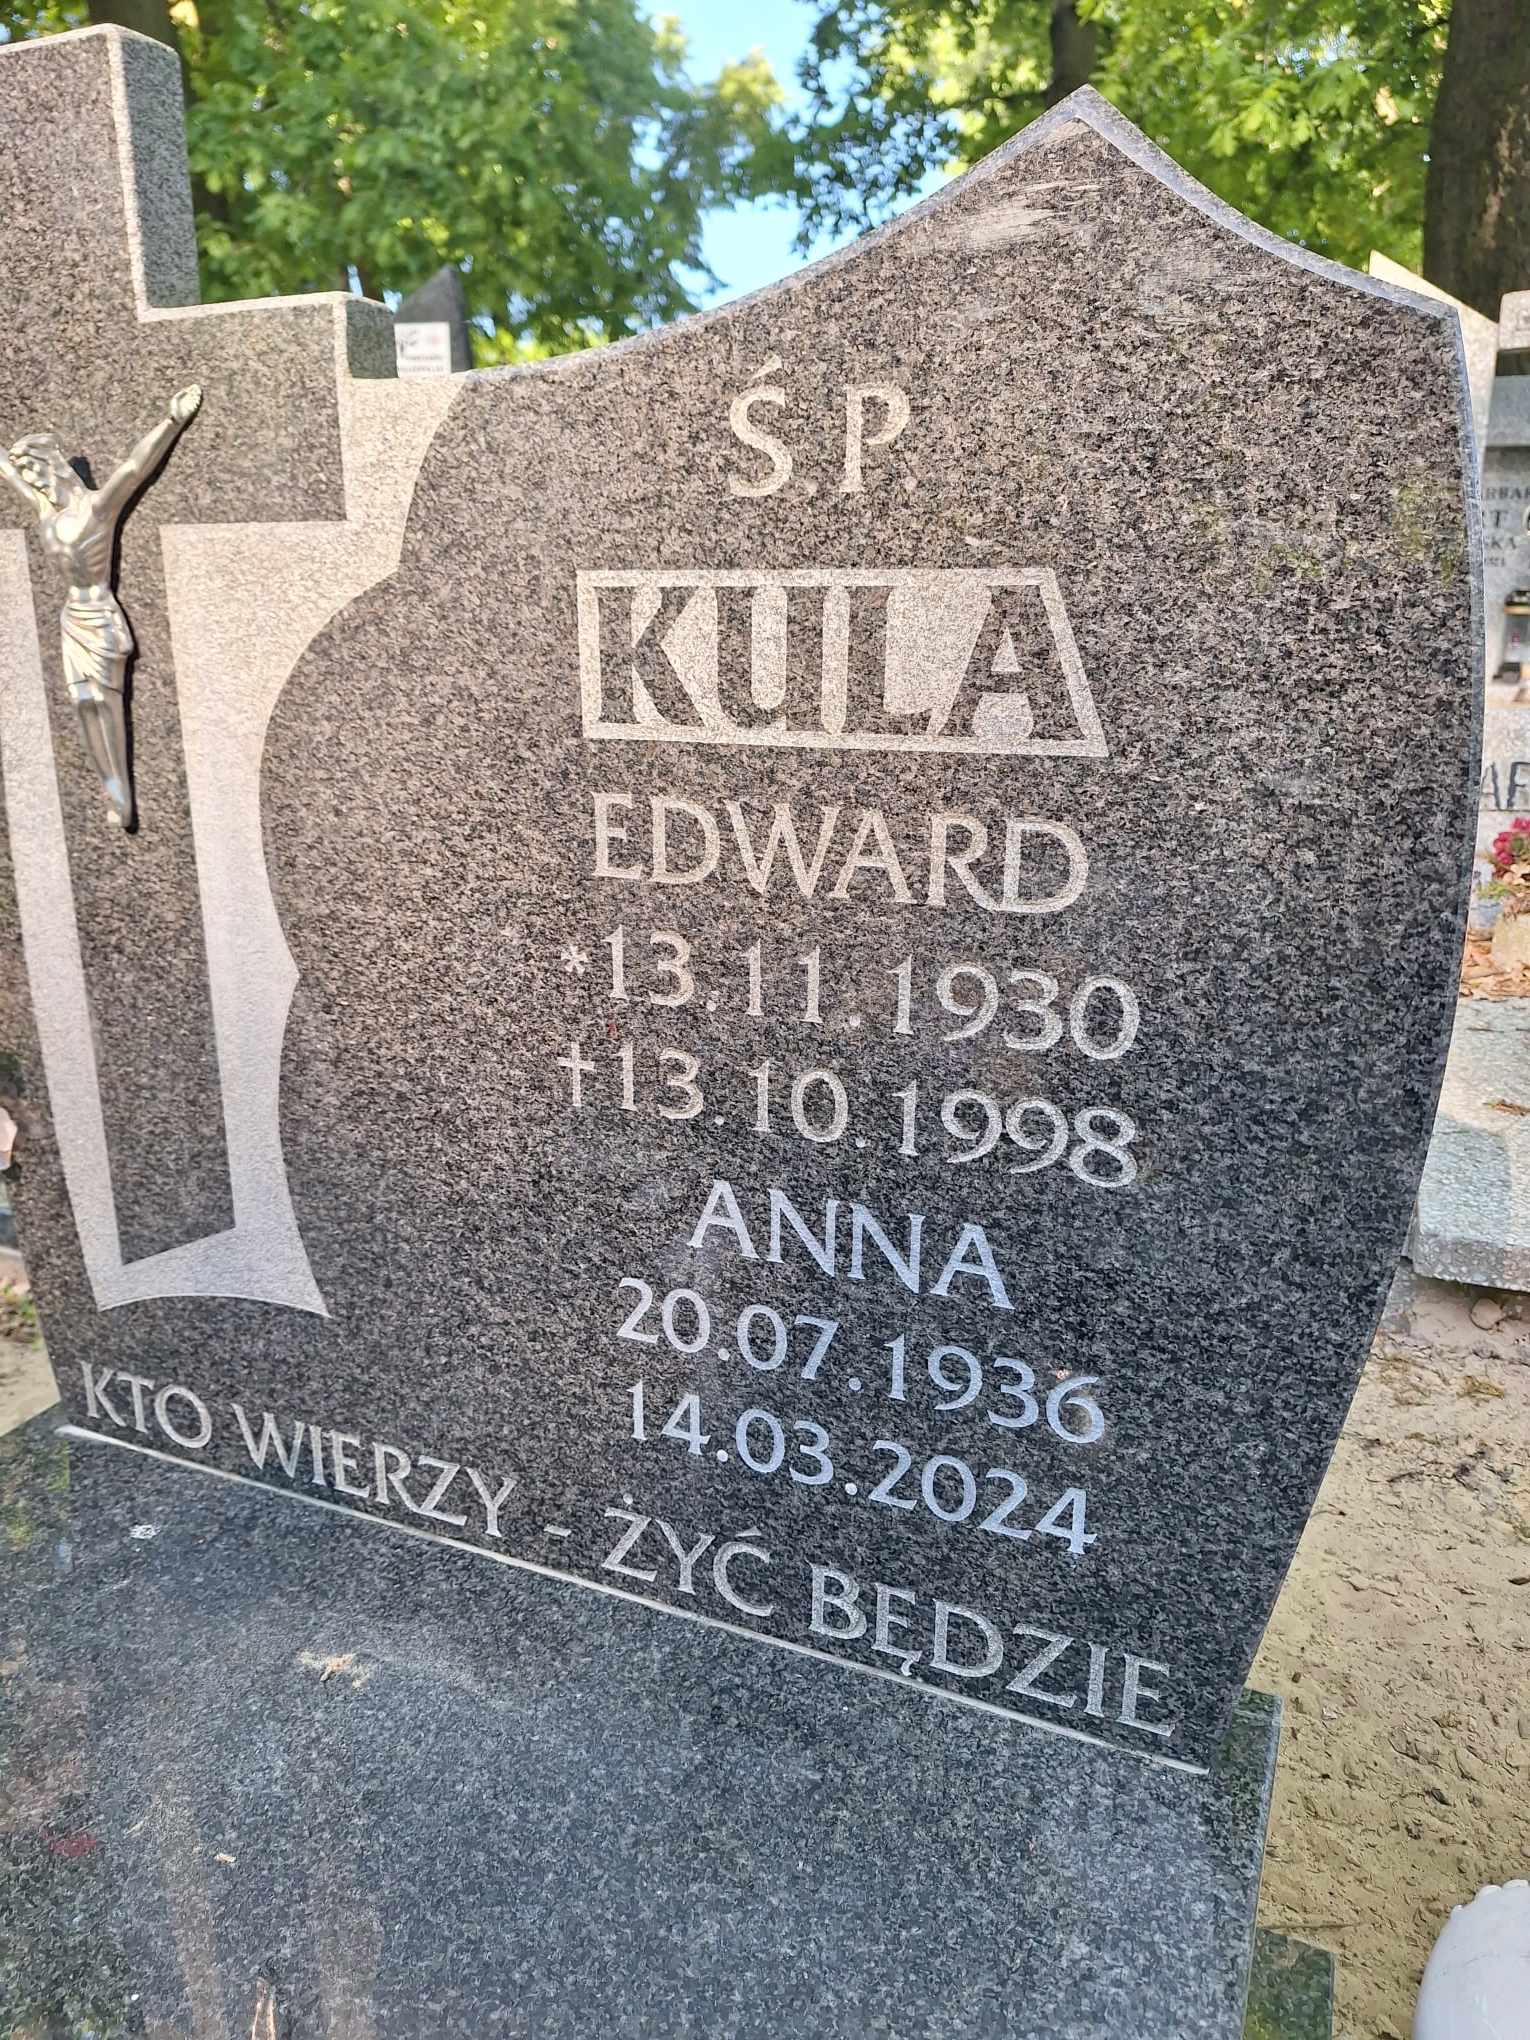 Ś.P.
KULA
EDWARD
*13.11.1930
†13.10.1998
ANNA
20.07.1936
14.03.2024
KTO WIERZY - ŻYĆ BĘDZIE